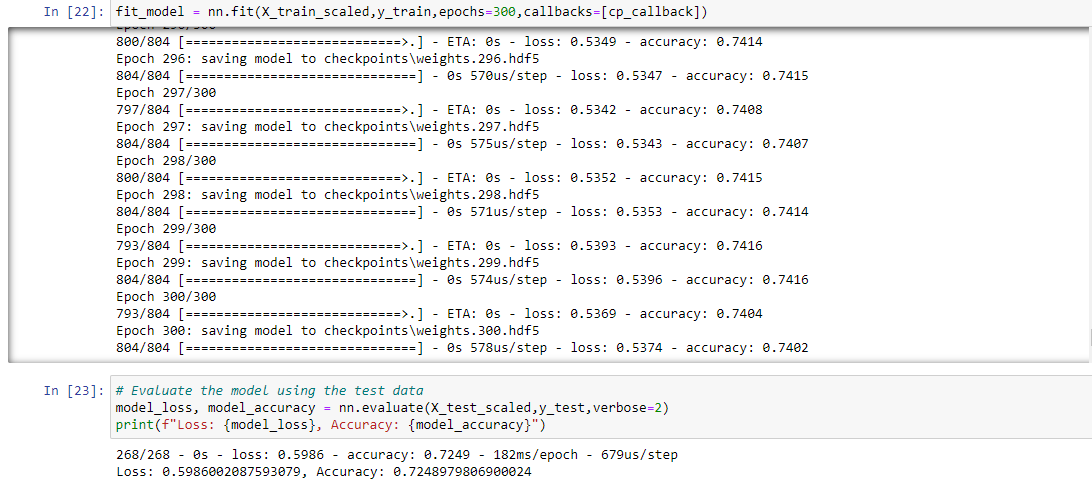 In [22]: fit_model = nn.fit(X_train_scaled,y_train,epochs=300,callbacks=[cp_callback])
800/804 [============================>.] - ETA: 0s - loss: 0.5349 - accuracy: 0.7414
Epoch 296: saving model to checkpoints\weights.296.hdf5
804/804 [==============================] - 0s 570us/step - loss: 0.5347 - accuracy: 0.7415
Epoch 297/300
797/804 [============================>.] - ETA: 0s - loss: 0.5342 - accuracy: 0.7408
Epoch 297: saving model to checkpoints\weights.297.hdf5
804/804 [==============================] - 0s 575us/step - loss: 0.5343 - accuracy: 0.7407
Epoch 298/300
800/804 [============================>.] - ETA: 0s - loss: 0.5352 - accuracy: 0.7415
Epoch 298: saving model to checkpoints\weights.298.hdf5
804/804 [==============================] - 0s 571us/step - loss: 0.5353 - accuracy: 0.7414
Epoch 299/300
793/804 [============================>.] - ETA: 0s - loss: 0.5393 - accuracy: 0.7416
Epoch 299: saving model to checkpoints\weights.299.hdf5
804/804 [==============================] - 0s 574us/step - loss: 0.5396 - accuracy: 0.7416
Epoch 300/300
793/804 [============================>.] - ETA: 0s - loss: 0.5369 - accuracy: 0.7404
Epoch 300: saving model to checkpoints\weights.300.hdf5
804/804 [==============================] - 0s 578us/step - loss: 0.5374 - accuracy: 0.7402
In [23]: # Evaluate the model using the test data
model_loss, model_accuracy = nn.evaluate(X_test_scaled,y_test,verbose=2)
print(f"Loss: {model_loss}, Accuracy: {model_accuracy}")
268/268 - 0s - loss: 0.5986 - accuracy: 0.7249 - 182ms/epoch - 679us/step
Loss: 0.5986002087593079, Accuracy: 0.7248979806900024